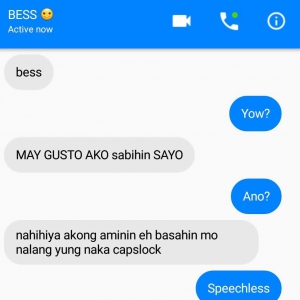 BESS 😶
Active now
bess
Yow?
MAY GUSTO AKO sabihin SAYO
Ano?
nahihiya akong aminin eh basahin mo
nalang yung naka capslock
Speechless